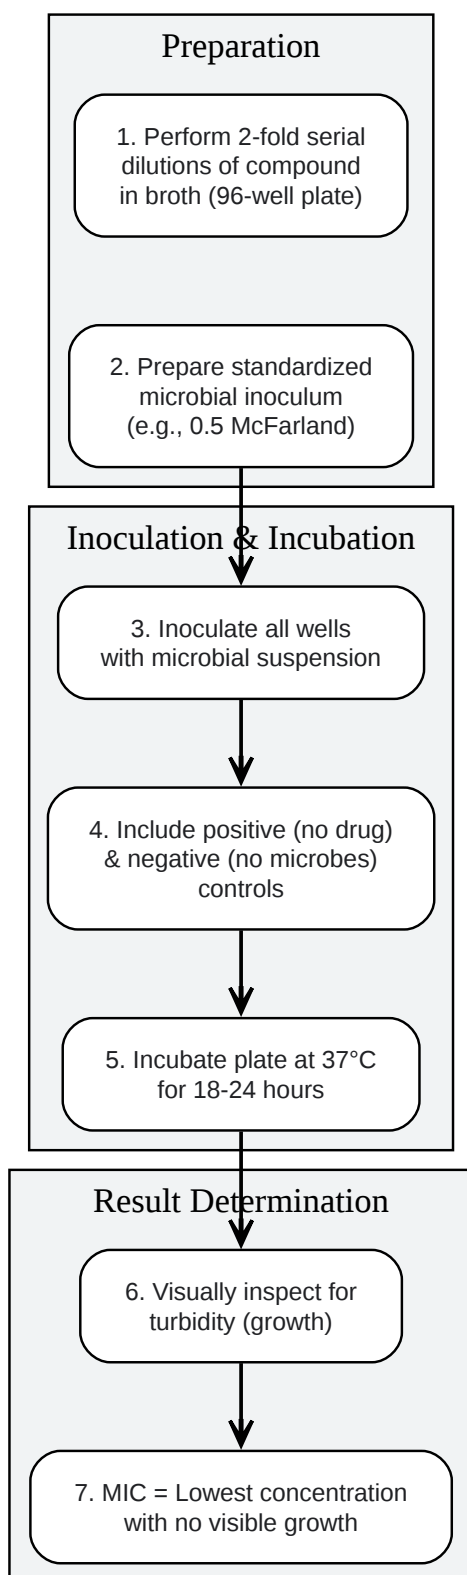 Preparation
1. Perform 2-fold serial
dilutions of compound
in broth (96-well plate)
2. Prepare standardized
microbial inoculum
(e.g., 0.5 McFarland)
Inoculation & Incubation
3. Inoculate all wells
with microbial suspension
4. Include positive (no drug)
& negative (no microbes)
controls
5. Incubate plate at 37°C
for 18-24 hours
Result Determination
6. Visually inspect for
turbidity (growth)
7. MIC = Lowest concentration
with no visible growth